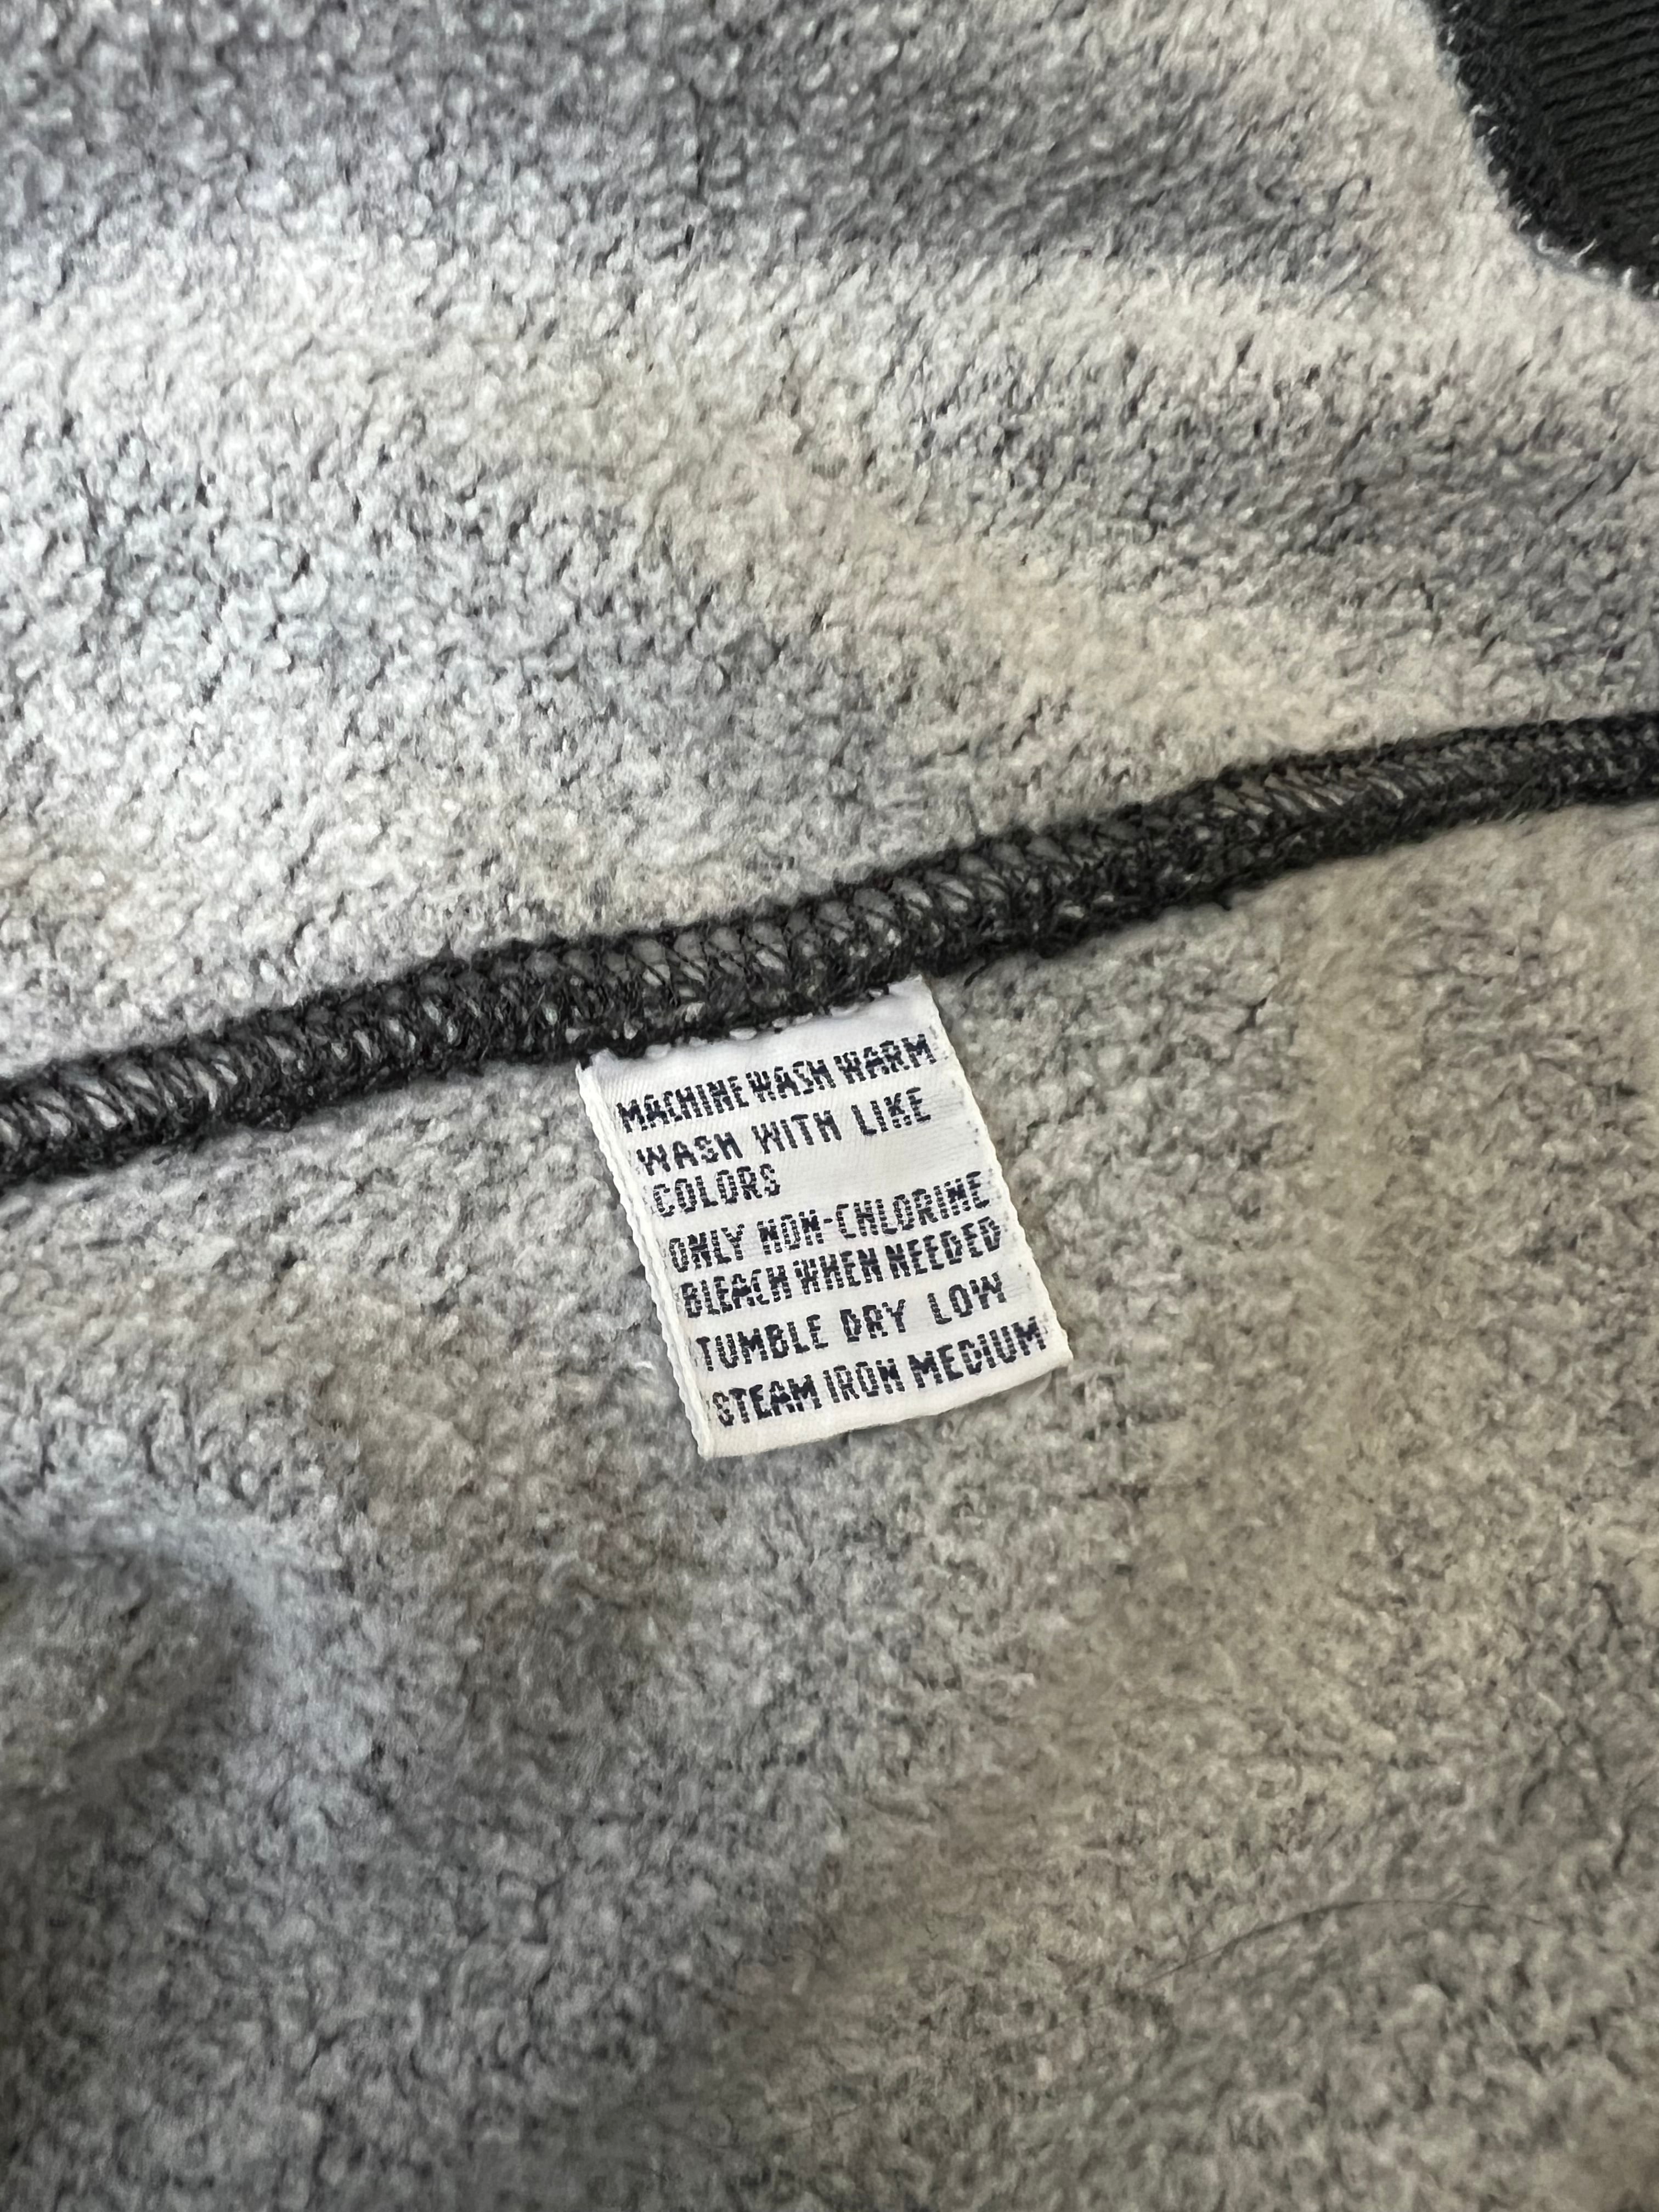 MACHINE WASH WARM
WASH WITH LIKE
COLORS
ONLY NON-CHLORINE
BLEACH WHEN NEEDED
TUMBLE DRY LOW
STEAM IRON MEDIUM